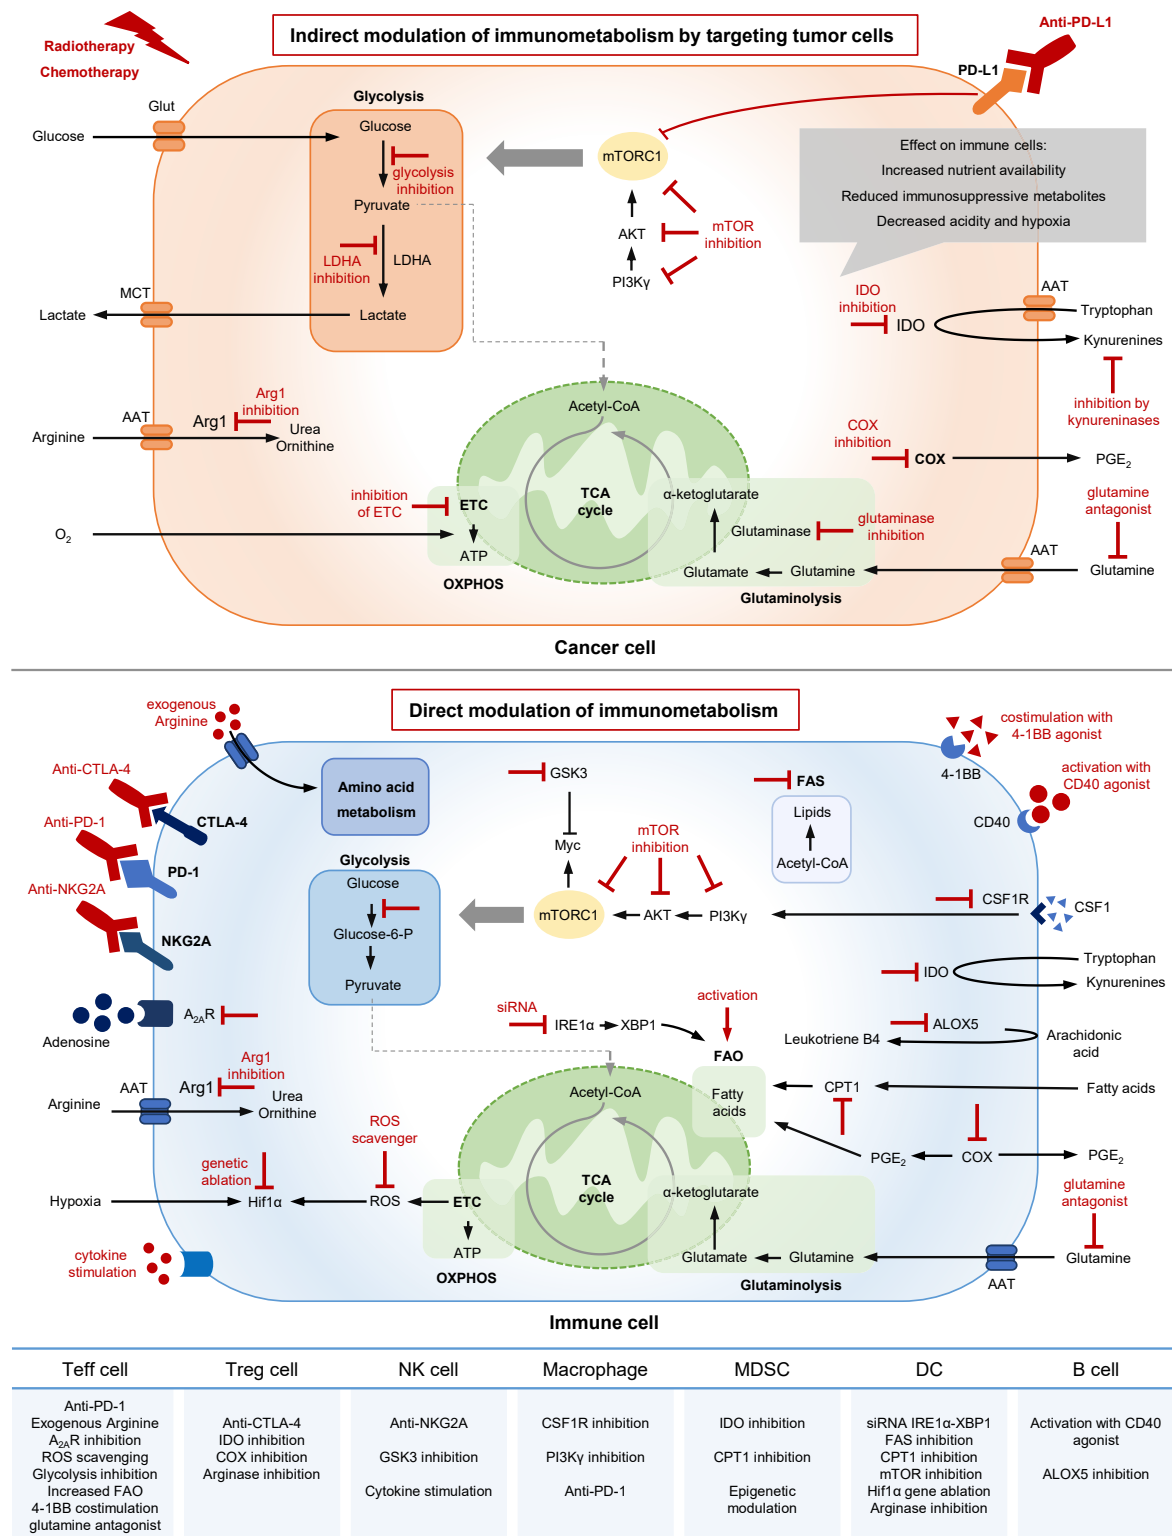 Radiotherapy
Chemotherapy
Indirect modulation of immunometabolism by targeting tumor cells
Anti-PD-L1
PD-L1
Glut
Glucose
Glycolysis
Glucose
glycolysis
inhibition
Pyruvate
LDHA
inhibition
LDHA
Lactate
MCT
Lactate
mTORC1
AKT
PI3Kγ
mTOR
inhibition
Effect on immune cells:
Increased nutrient availability
Reduced immunosuppressive metabolites
Decreased acidity and hypoxia
IDO
inhibition
IDO
AAT
Tryptophan
Kynurenines
inhibition by
kynureninases
AAT
Arginine
Arg1
Arg1
inhibition
Urea
Ornithine
Acetyl-CoA
COX
inhibition
COX
PGE2
inhibition
of ETC
ETC
ATP
OXPHOS
O2
TCA
cycle
α-ketoglutarate
Glutaminase
glutaminase
inhibition
Glutamate
Glutamine
Glutaminolysis
glutamine
antagonist
AAT
Glutamine
Cancer cell
Direct modulation of immunometabolism
exogenous
Arginine
Amino acid
metabolism
Anti-CTLA-4
CTLA-4
Anti-PD-1
PD-1
Anti-NKG2A
NKG2A
Glycolysis
Glucose
Glucose-6-P
Pyruvate
GSK3
Myc
mTOR
inhibition
mTORC1
AKT
PI3Kγ
FAS
Lipids
Acetyl-CoA
costimulation with
4-1BB agonist
4-1BB
activation with
CD40 agonist
CD40
CSF1R
CSF1
IDO
Tryptophan
Kynurenines
ALOX5
Leukotriene B4
Arachidonic
acid
Adenosine
A2AR
siRNA
IRE1α
XBP1
activation
FAO
Fatty
acids
CPT1
Fatty acids
PGE2
COX
PGE2
AAT
Arginine
Arg1
Arg1
inhibition
Urea
Ornithine
Acetyl-CoA
ROS
scavenger
genetic
ablation
Hypoxia
Hif1α
ROS
ETC
ATP
OXPHOS
TCA
cycle
α-ketoglutarate
Glutamate
Glutamine
Glutaminolysis
glutamine
antagonist
Glutamine
AAT
cytokine
stimulation
Immune cell
Teff cell
Treg cell
NK cell
Macrophage
MDSC
DC
B cell
Anti-PD-1
Exogenous Arginine
A2AR inhibition
ROS scavenging
Glycolysis inhibition
Increased FAO
4-1BB costimulation
glutamine antagonist
Anti-CTLA-4
IDO inhibition
COX inhibition
Arginase inhibition
Anti-NKG2A
GSK3 inhibition
Cytokine stimulation
CSF1R inhibition
PI3Kγ inhibition
Anti-PD-1
IDO inhibition
CPT1 inhibition
Epigenetic
modulation
siRNA IRE1α-XBP1
FAS inhibition
CPT1 inhibition
mTOR inhibition
Hif1α gene ablation
Arginase inhibition
Activation with CD40
agonist
ALOX5 inhibition